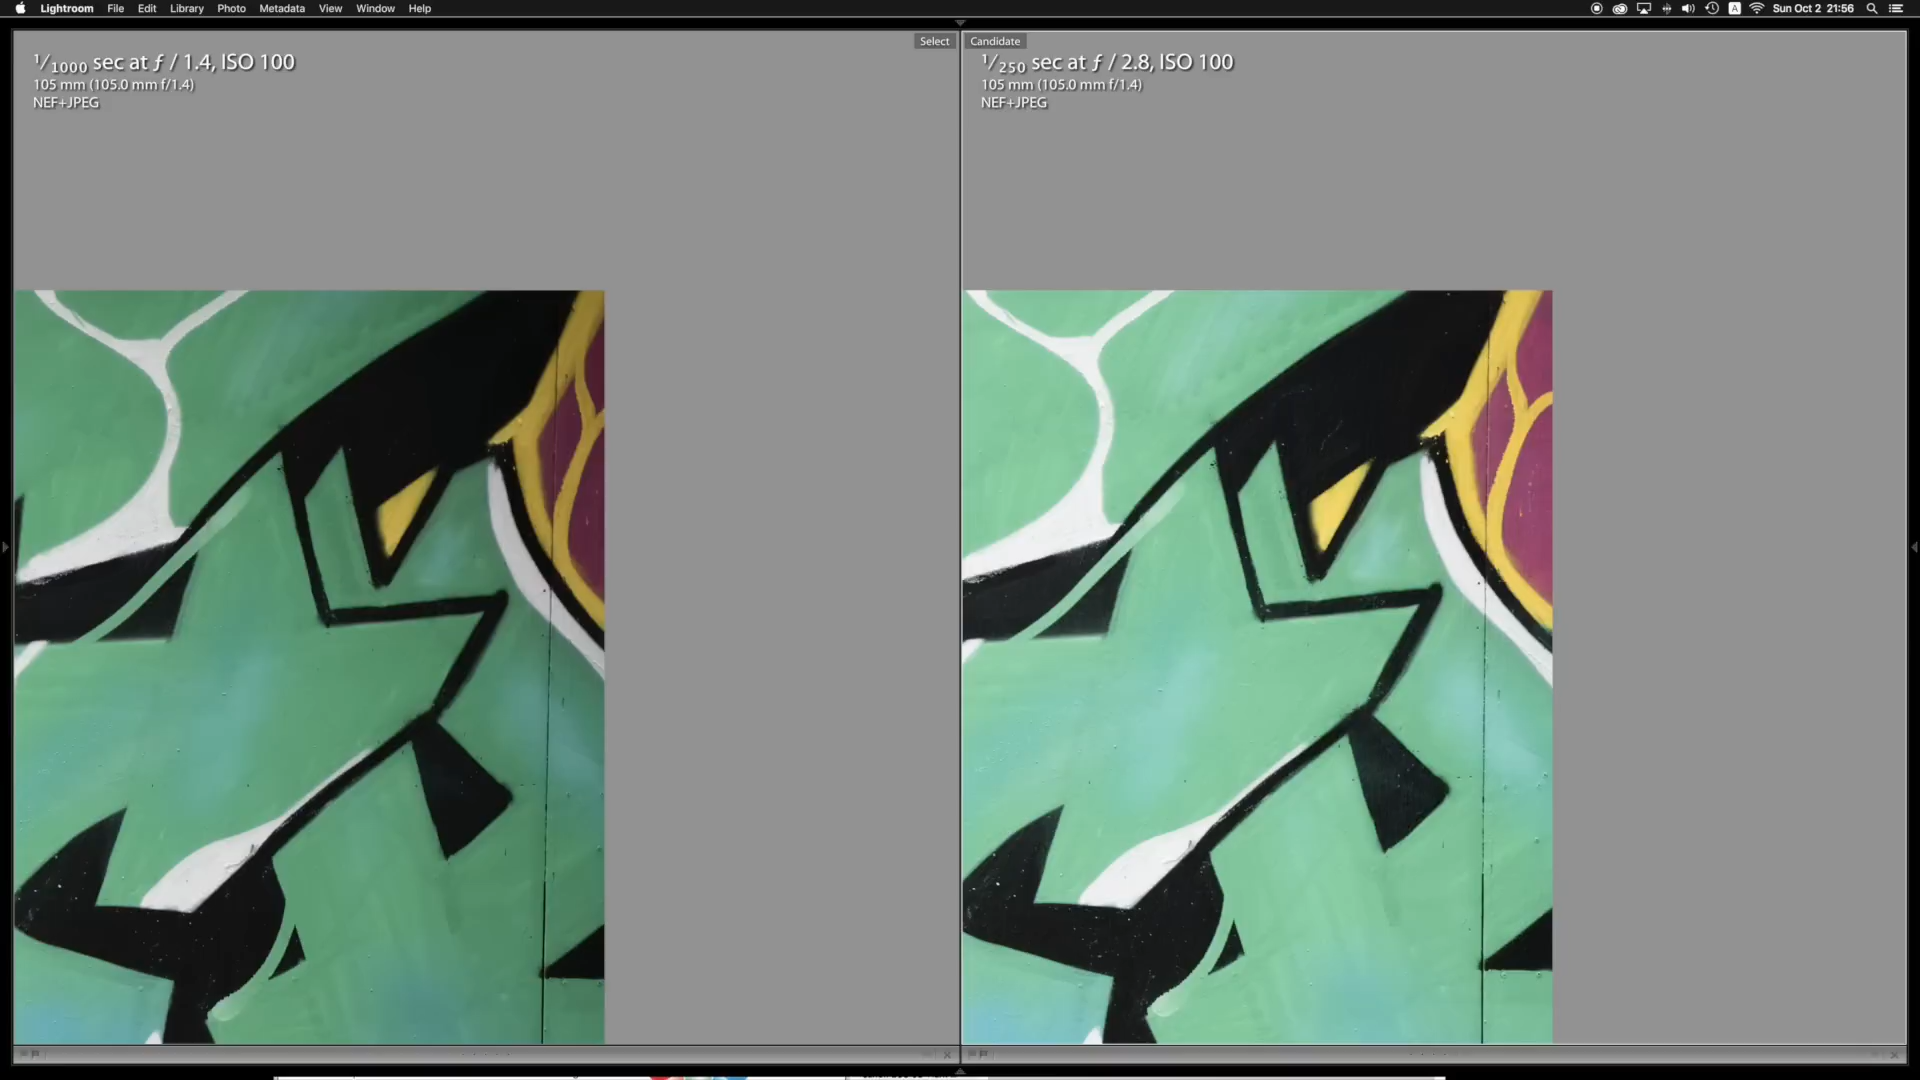 Lightroom File Edit Library Photo Metadata View Window Help
A Sun Oct 2 21:56
Select
1/1000 sec at ƒ / 1.4, ISO 100
105 mm (105.0 mm f/1.4)
NEF+JPEG
Candidate
1/250 sec at ƒ / 2.8, ISO 100
105 mm (105.0 mm f/1.4)
NEF+JPEG